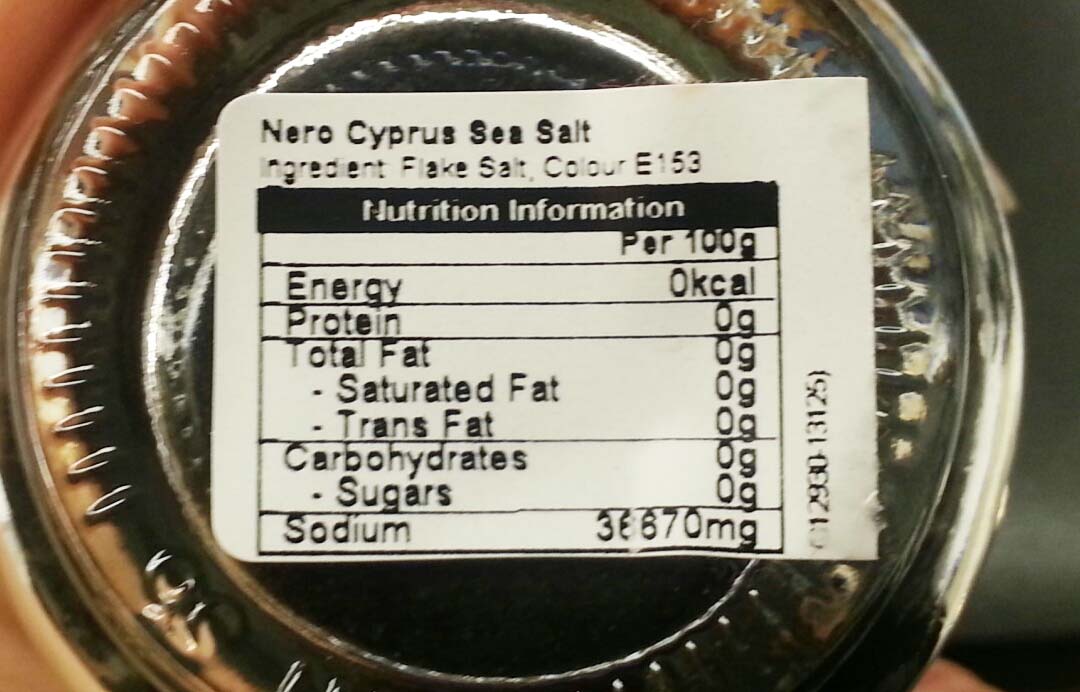 Nero Cyprus Sea Salt
Ingredient: Flake Salt, Colour E153
Nutrition Information
Per 100g
Energy 0kcal
Protein 0g
Total Fat 0g
- Saturated Fat 0g
- Trans Fat 0g
Carbohydrates 0g
- Sugars 0g
Sodium 36670mg